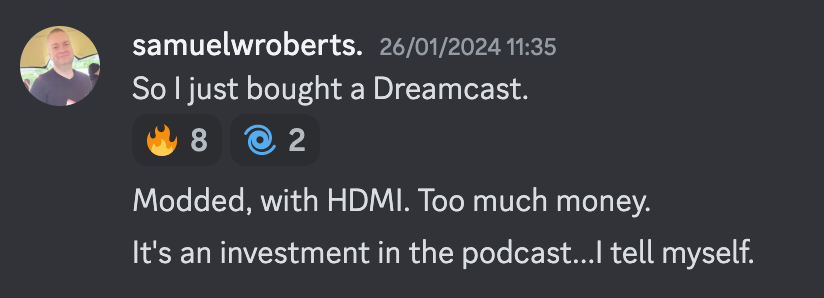 samuelwroberts. 26/01/2024 11:35
So I just bought a Dreamcast.
8 2
Modded, with HDMI. Too much money.
It's an investment in the podcast...I tell myself.